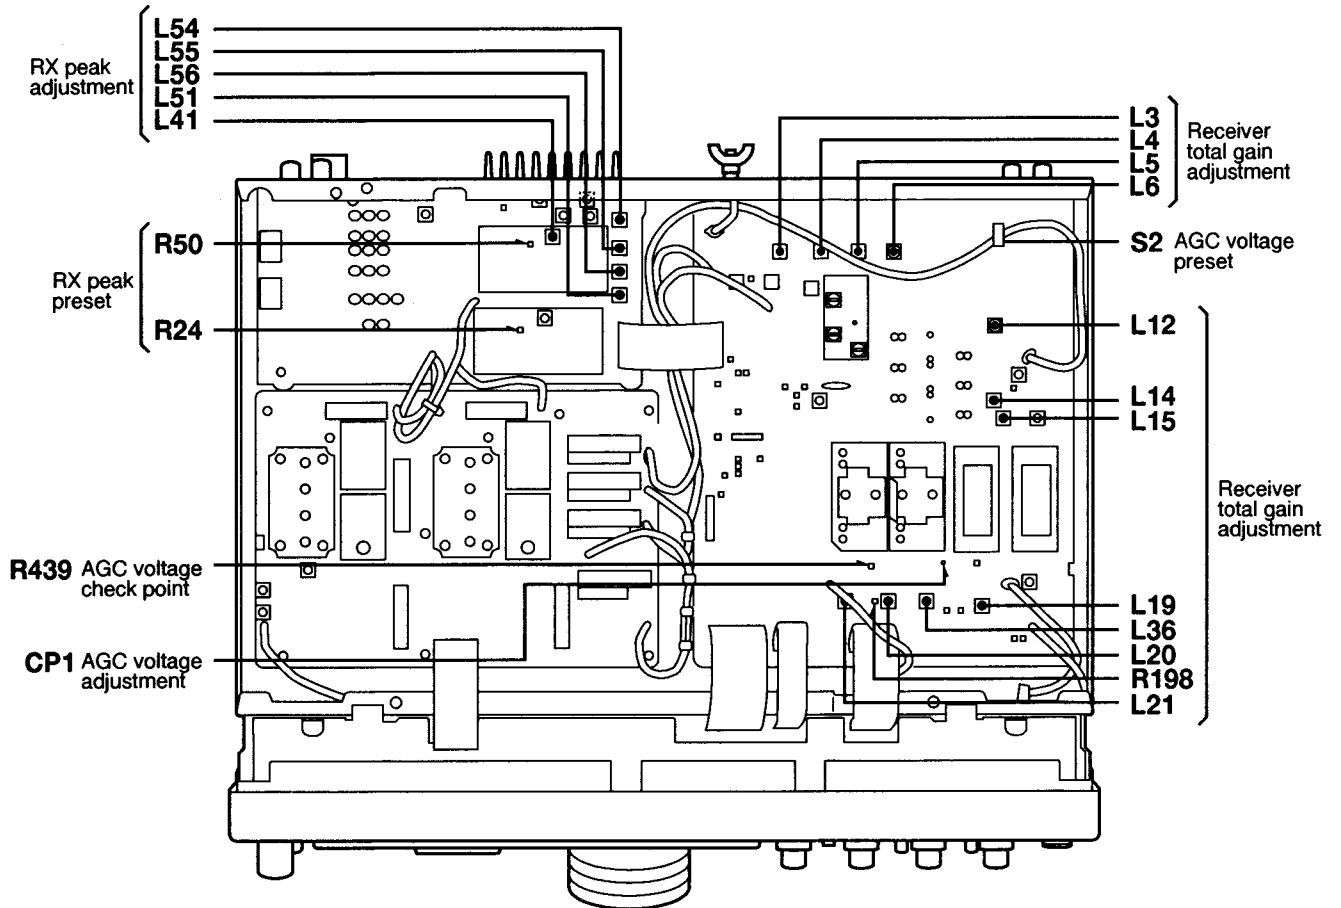 L54
L55
L56
L51
L41
RX peak
adjustment
R50
R24
RX peak
preset
R439 AGC voltage
check point
CP1 AGC voltage
adjustment
L3
L4
L5
L6
Receiver
total gain
adjustment
S2 AGC voltage
preset
L12
L14
L15
L19
L36
L20
R198
L21
Receiver
total gain
adjustment